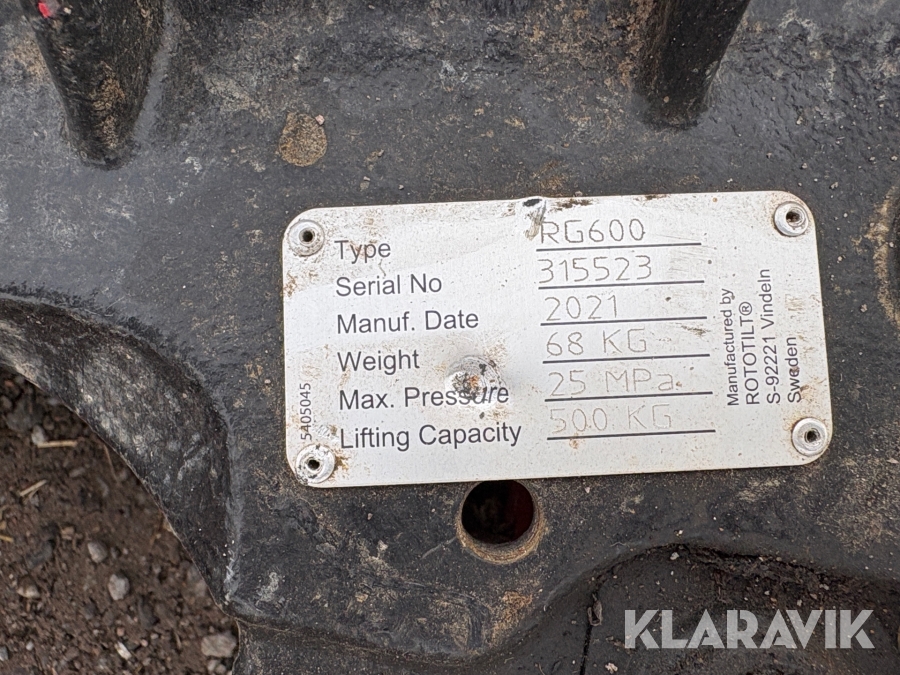 Type RG600
Serial No 315523
Manuf. Date 2021
Weight 68 KG
Max. Pressure 25 MPa
Lifting Capacity 500 KG
5405045
Manufactured by
ROTOTILT®
S-92221 Vindeln
Sweden
KLARAVIK